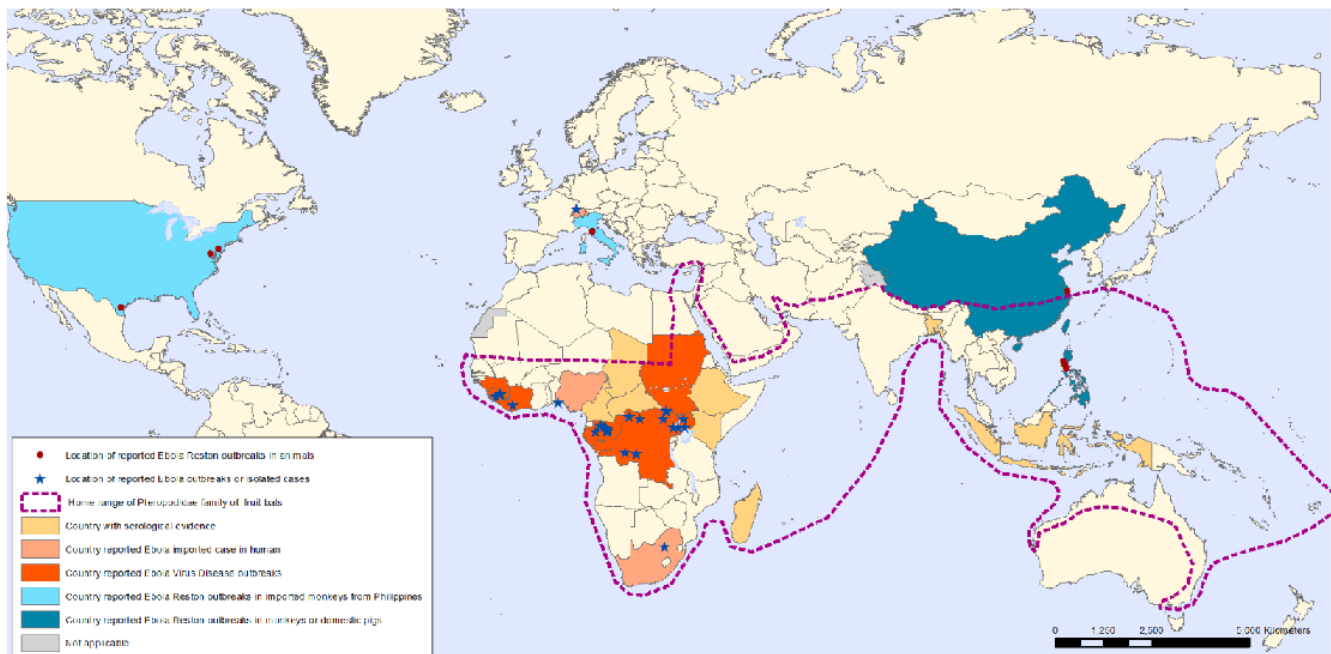 Location of reported Ebola Reston outbreaks in animals
Location of reported Ebola outbreaks or isolated cases
Home range of Pteropodidae family of fruit bats
Country with serological evidence
Country reported Ebola imported case in human
Country reported Ebola Virus Disease outbreaks
Country reported Ebola Reston outbreaks in imported monkeys from Philippines
Country reported Ebola Reston outbreaks in monkeys or domestic pigs
Not applicable
0 1,250 2,500 5,000 Kilometers